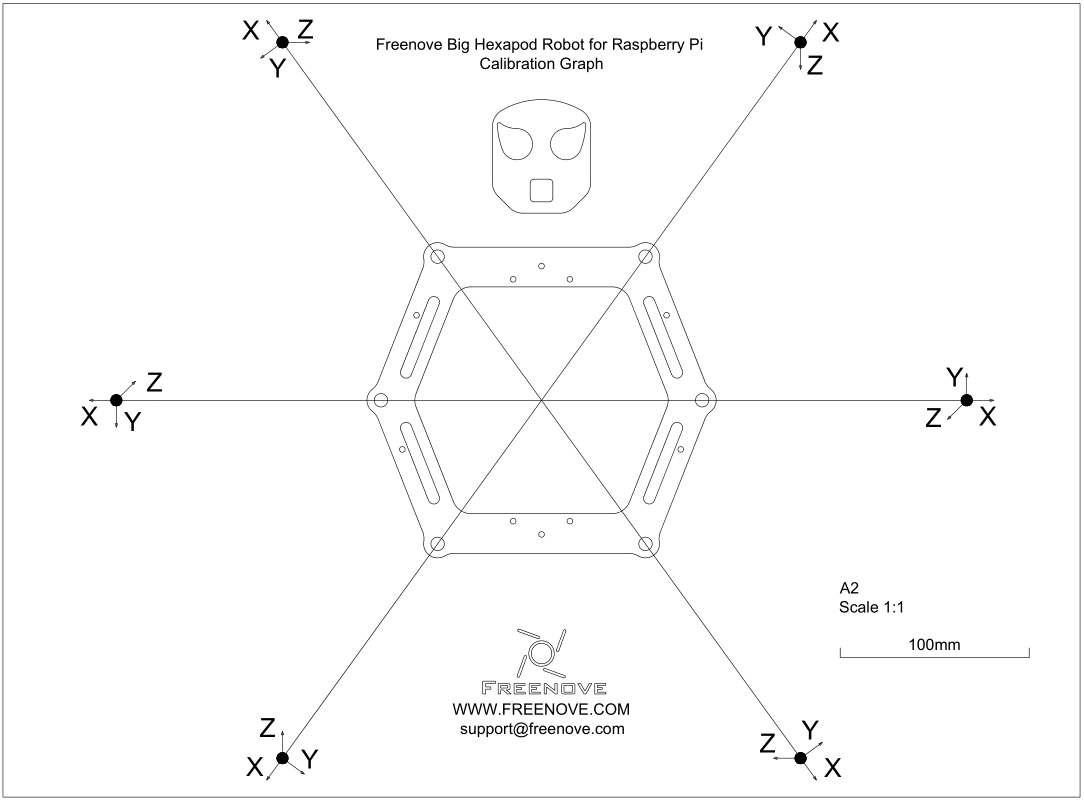 X Z
Y
Freenove Big Hexapod Robot for Raspberry Pi
Calibration Graph
Y X
Z
Z
X Y
Y
Z X
A2
Scale 1:1
100mm
FREENOVE
WWW.FREENOVE.COM
support@freenove.com
Z
X Y
Y
Z X